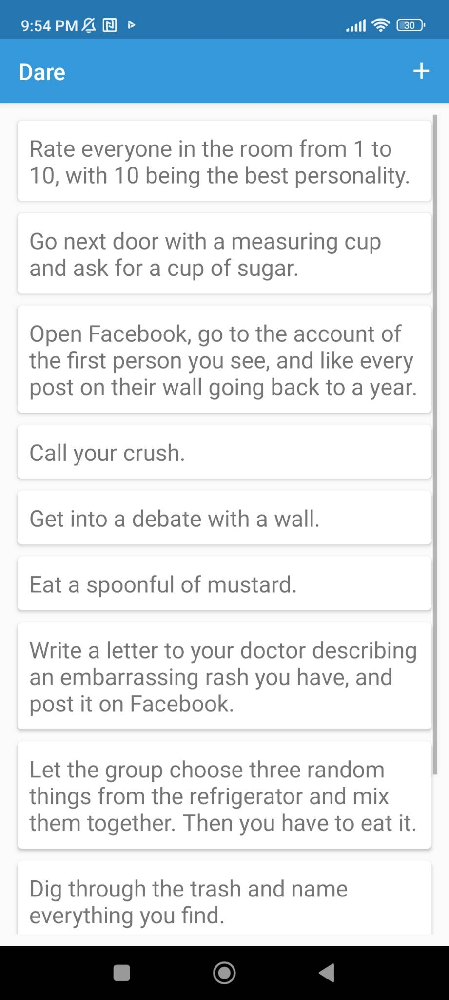 9:54 PM
30
Dare
Rate everyone in the room from 1 to
10, with 10 being the best personality.
Go next door with a measuring cup
and ask for a cup of sugar.
Open Facebook, go to the account of
the first person you see, and like every
post on their wall going back to a year.
Call your crush.
Get into a debate with a wall.
Eat a spoonful of mustard.
Write a letter to your doctor describing
an embarrassing rash you have, and
post it on Facebook.
Let the group choose three random
things from the refrigerator and mix
them together. Then you have to eat it.
Dig through the trash and name
everything you find.